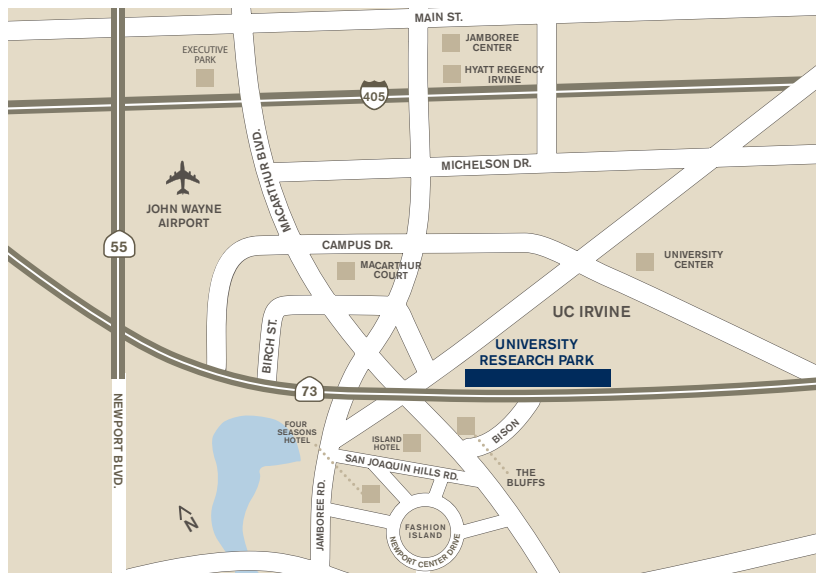 MAIN ST.
JAMBOREE
CENTER
EXECUTIVE
PARK
HYATT REGENCY
IRVINE
405
MACARTHUR BLVD.
MICHELSON DR.
JOHN WAYNE
AIRPORT
55
CAMPUS DR.
MACARTHUR
COURT
UNIVERSITY
CENTER
UC IRVINE
BIRCH ST.
UNIVERSITY
RESEARCH PARK
73
NEWPORT BLVD.
FOUR
SEASONS
HOTEL
ISLAND
HOTEL
BISON
SAN JOAQUIN HILLS RD.
THE
BLUFFS
JAMBOREE RD.
N
FASHION
ISLAND
NEWPORT CENTER DRIVE